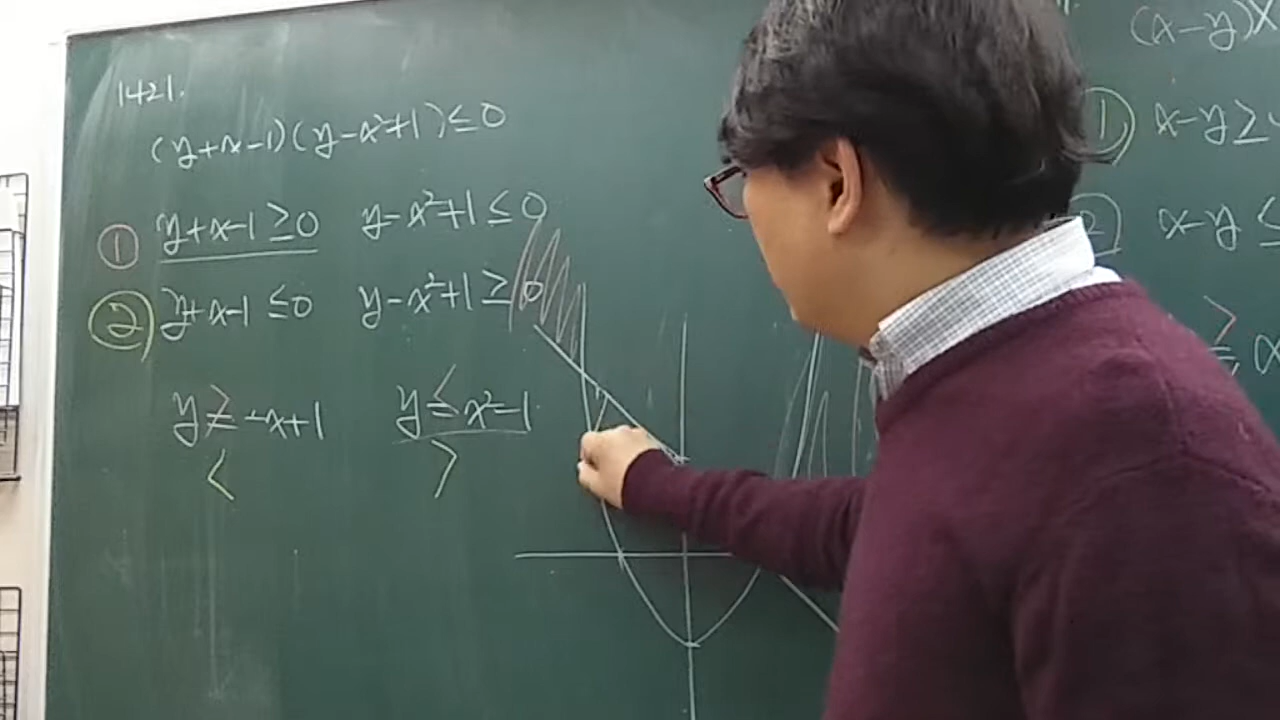 1421.
(y+x-1)(y-x²+1)≤0
① y+x-1≥0 y-x²+1≤0
② y+x-1≤0 y-x²+1≥0
y≥-x+1 y≤x²-1
< >
(x-y)x
① x-y≥
② x-y≤